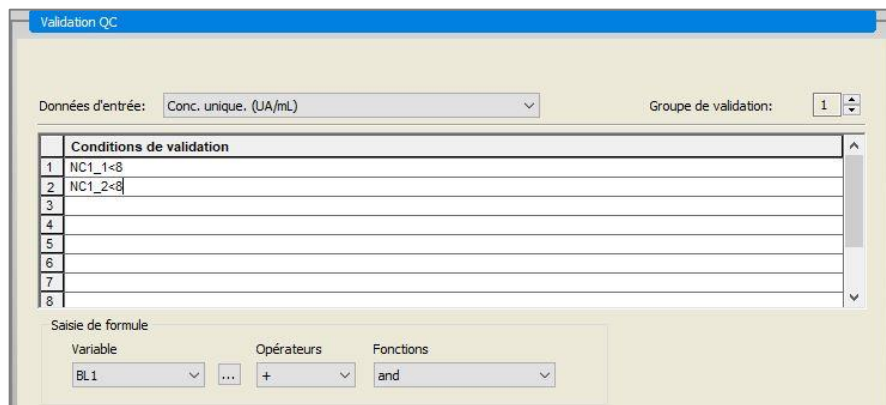 Validation QC
Données d'entrée: Conc. unique. (UA/mL) Groupe de validation: 1
Conditions de validation
1 NC1_1<8
2 NC1_2<8
3
4
5
6
7
8
Saisie de formule
Variable Opérateurs Fonctions
BL1 ... + and